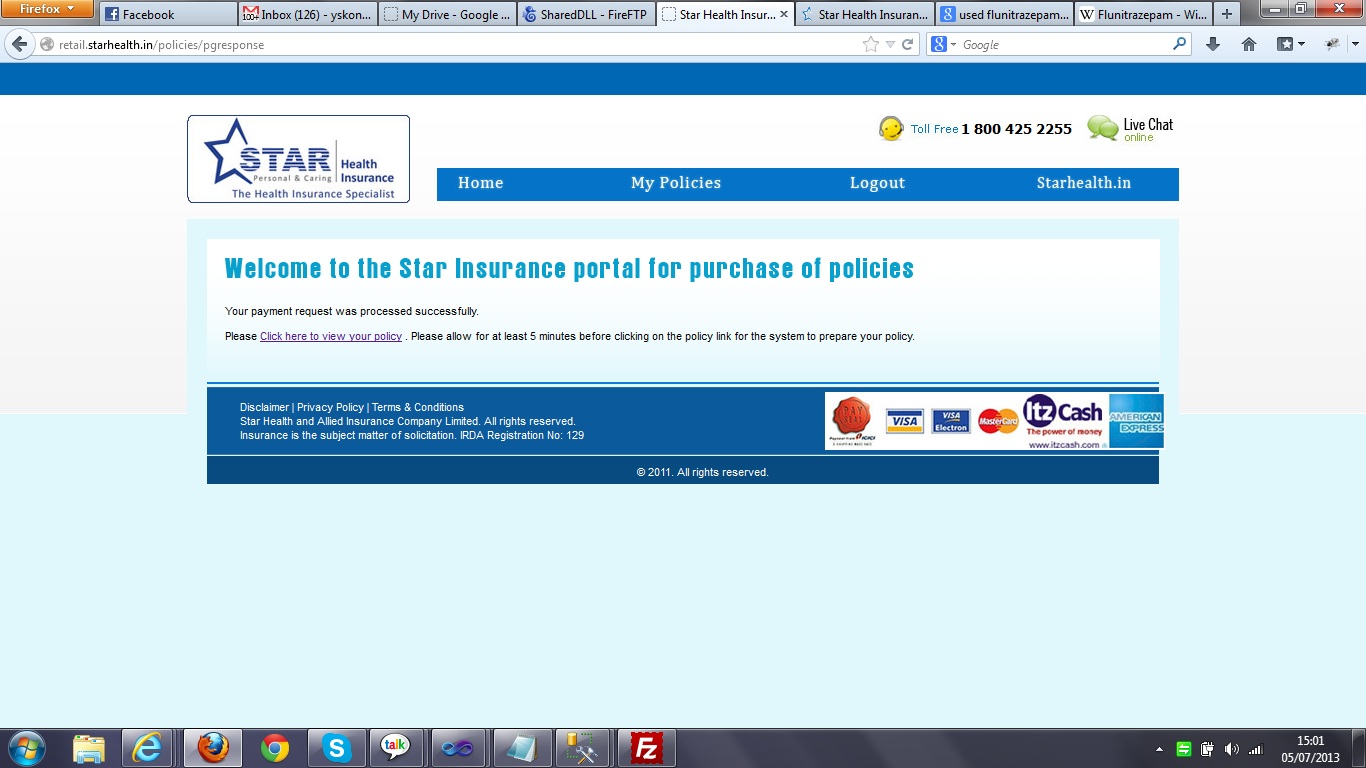 Firefox
Facebook
Inbox (126) - yskon...
My Drive - Google ...
SharedDLL - FireFTP
Star Health Insur...
Star Health Insuran...
used flunitrazepam...
Flunitrazepam - Wi...
retail.starhealth.in/policies/pgresponse
Google
STAR Health Insurance
Personal & Caring
The Health Insurance Specialist
Toll Free 1 800 425 2255
Live Chat
online
Home My Policies Logout Starhealth.in
Welcome to the Star Insurance portal for purchase of policies
Your payment request was processed successfully.
Please Click here to view your policy . Please allow for at least 5 minutes before clicking on the policy link for the system to prepare your policy.
Disclaimer | Privacy Policy | Terms & Conditions
Star Health and Allied Insurance Company Limited. All rights reserved.
Insurance is the subject matter of solicitation. IRDA Registration No: 129
PAY SEAL
VISA
VISA Electron
MasterCard
ItzCash
The power of money
www.itzcash.com
AMERICAN EXPRESS
© 2011. All rights reserved.
talk
15:01
05/07/2013